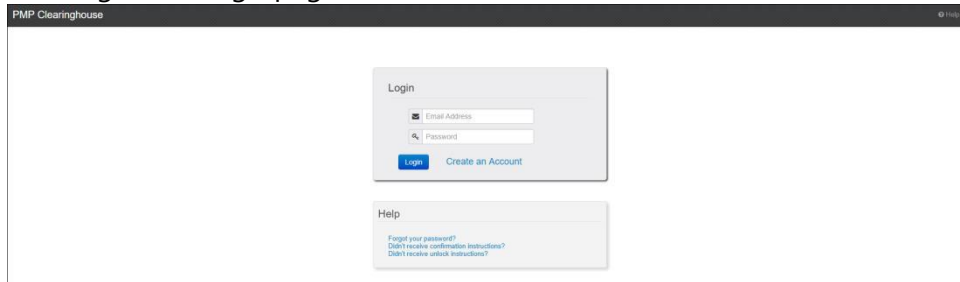 PMP Clearinghouse
Help
Login
Email Address
Password
Login Create an Account
Help
Forgot your password?
Didn't receive confirmation instructions?
Didn't receive unlock instructions?